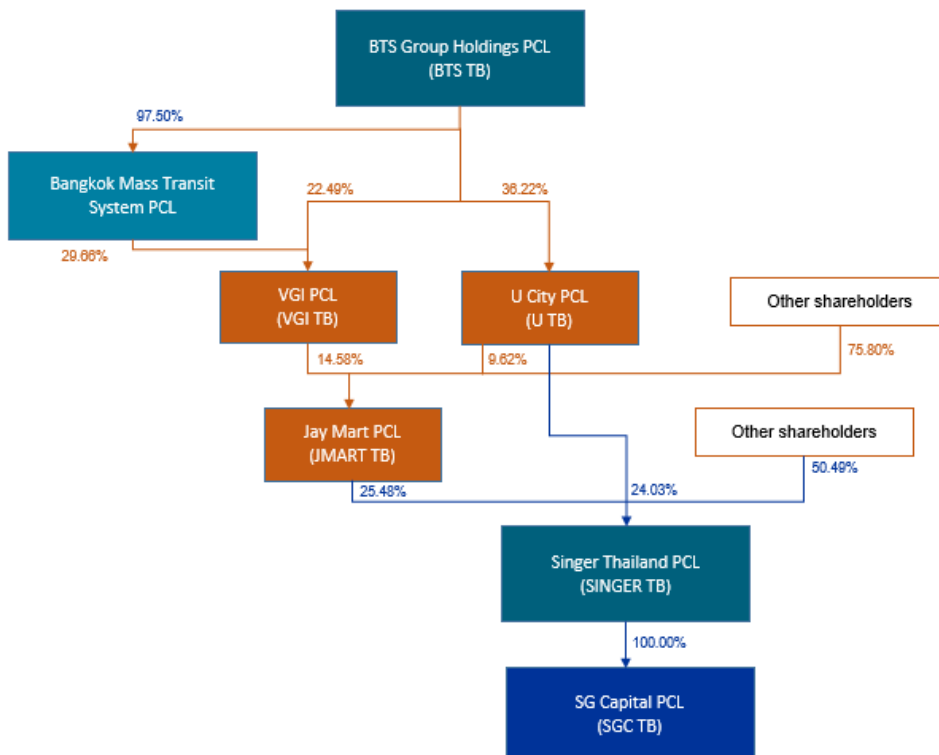 BTS Group Holdings PCL
(BTS TB)
97.50%
Bangkok Mass Transit
System PCL
22.49%
36.22%
29.66%
VGI PCL
(VGI TB)
U City PCL
(U TB)
Other shareholders
14.58%
9.62%
75.80%
Jay Mart PCL
(JMART TB)
Other shareholders
25.48%
24.03%
50.49%
Singer Thailand PCL
(SINGER TB)
100.00%
SG Capital PCL
(SGC TB)